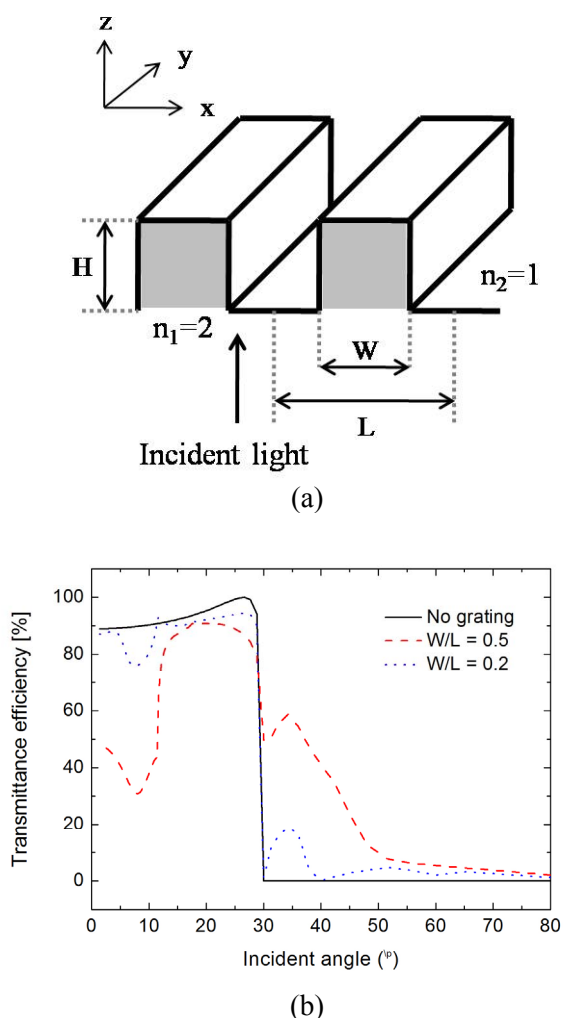 z
y
x
H
n₁=2
n₂=1
W
L
Incident light
(a)
Transmittance efficiency [%]
100
80
60
40
20
0
No grating
W/L = 0.5
W/L = 0.2
0 10 20 30 40 50 60 70 80
Incident angle (\p)
(b)